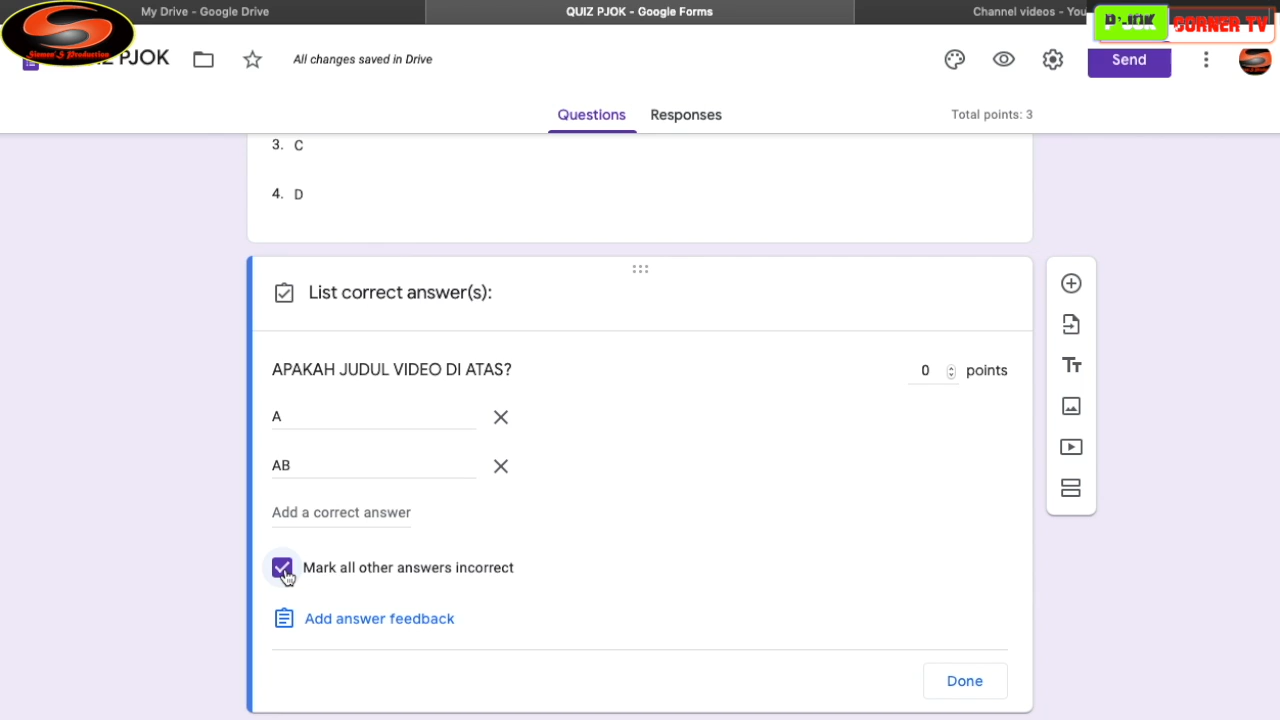 My Drive - Google Drive
QUIZ PJOK - Google Forms
Channel videos - You
PJOK CORNER TV
Siemen'S Production
PJOK
All changes saved in Drive
Send
Questions
Responses
Total points: 3
3. C
4. D
List correct answer(s):
APAKAH JUDUL VIDEO DI ATAS?
0 points
A
AB
Add a correct answer
Mark all other answers incorrect
Add answer feedback
Done